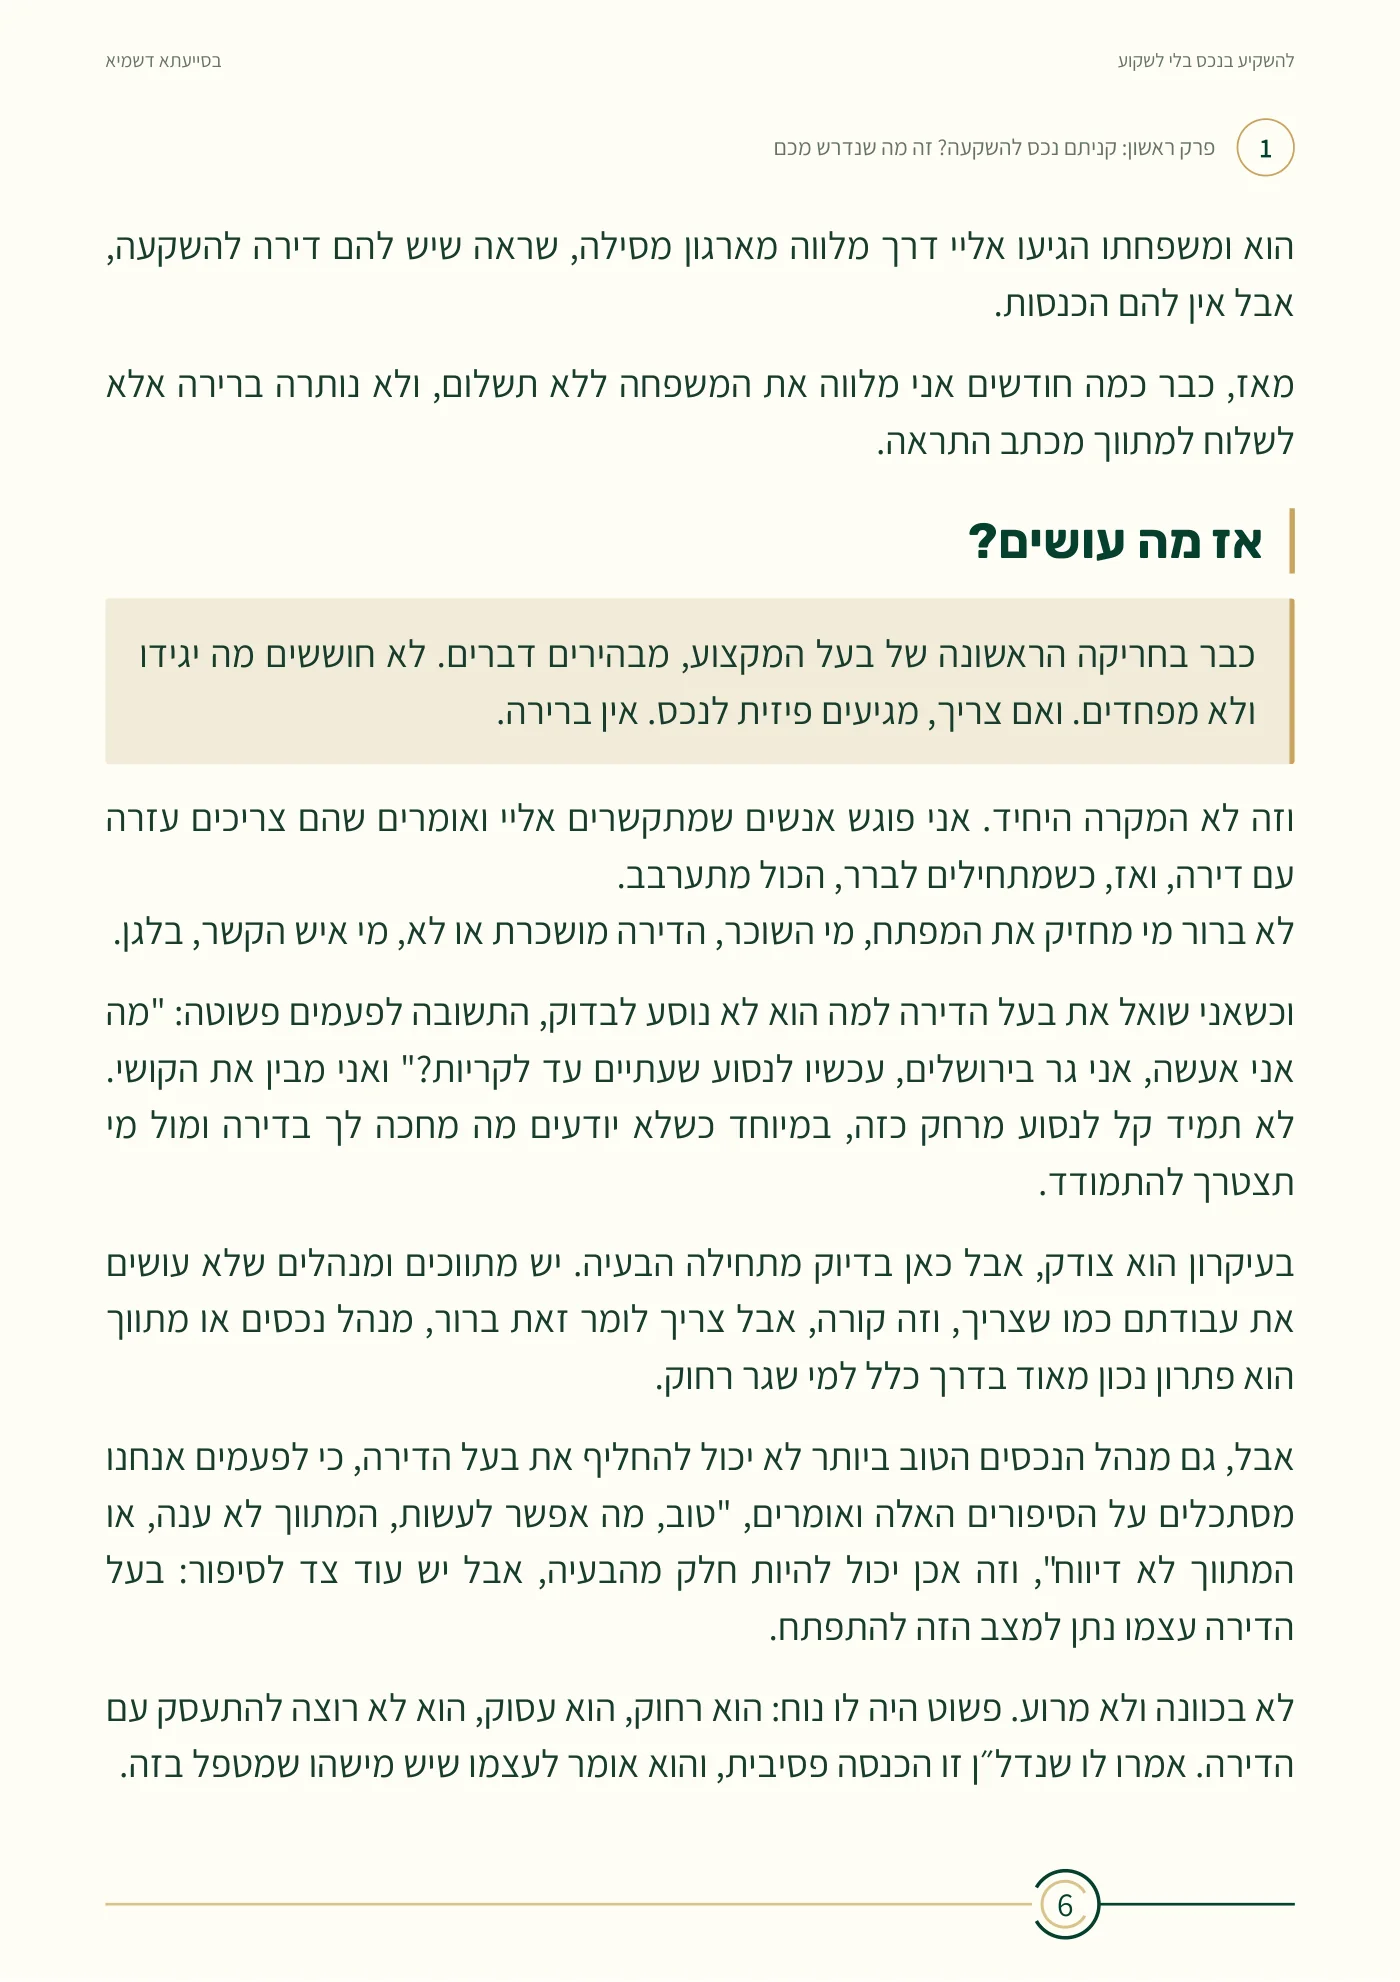 להשקיע בנכס בלי לשקוע
בסייעתא דשמיא
1
פרק ראשון: קניתם נכס להשקעה? זה מה שנדרש מכם
הוא ומשפחתו הגיעו אליי דרך מלווה מארגון מסילה, שראה שיש להם דירה להשקעה,
אבל אין להם הכנסות.
מאז, כבר כמה חודשים אני מלווה את המשפחה ללא תשלום, ולא נותרה ברירה אלא
לשלוח למתווך מכתב התראה.
אז מה עושים?
כבר בחריקה הראשונה של בעל המקצוע, מבהירים דברים. לא חוששים מה יגידו
ולא מפחדים. ואם צריך, מגיעים פיזית לנכס. אין ברירה.
וזה לא המקרה היחיד. אני פוגש אנשים שמתקשרים אליי ואומרים שהם צריכים עזרה
עם דירה, ואז, כשמתחילים לברר, הכול מתערבב.
לא ברור מי מחזיק את המפתח, מי השוכר, הדירה מושכרת או לא, מי איש הקשר, בלגן.
וכשאני שואל את בעל הדירה למה הוא לא נוסע לבדוק, התשובה לפעמים פשוטה: "מה
אני אעשה, אני גר בירושלים, עכשיו לנסוע שעתיים עד לקריות?" ואני מבין את הקושי.
לא תמיד קל לנסוע מרחק כזה, במיוחד כשלא יודעים מה מחכה לך בדירה ומול מי
תצטרך להתמודד.
בעיקרון הוא צודק, אבל כאן בדיוק מתחילה הבעיה. יש מתווכים ומנהלים שלא עושים
את עבודתם כמו שצריך, וזה קורה, אבל צריך לומר זאת ברור, מנהל נכסים או מתווך
הוא פתרון נכון מאוד בדרך כלל למי שגר רחוק.
אבל, גם מנהל הנכסים הטוב ביותר לא יכול להחליף את בעל הדירה, כי לפעמים אנחנו
מסתכלים על הסיפורים האלה ואומרים, "טוב, מה אפשר לעשות, המתווך לא ענה, או
המתווך לא דיווח", וזה אכן יכול להיות חלק מהבעיה, אבל יש עוד צד לסיפור: בעל
הדירה עצמו נתן למצב הזה להתפתח.
לא בכוונה ולא מרוע. פשוט היה לו נוח: הוא רחוק, הוא עסוק, הוא לא רוצה להתעסק עם
הדירה. אמרו לו שנדל״ן זו הכנסה פסיבית, והוא אומר לעצמו שיש מישהו שמטפל בזה.
6